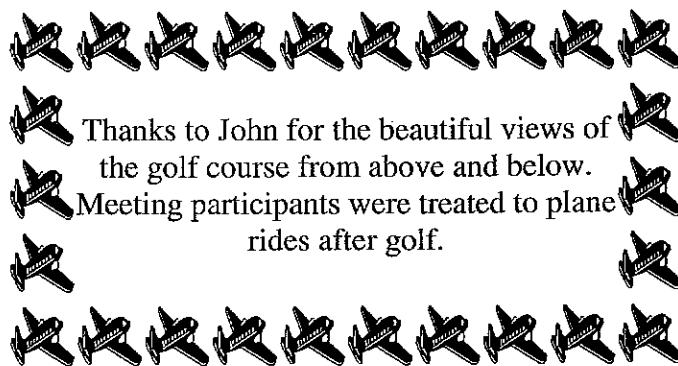 Thanks to John for the beautiful views of
the golf course from above and below.
Meeting participants were treated to plane
rides after golf.